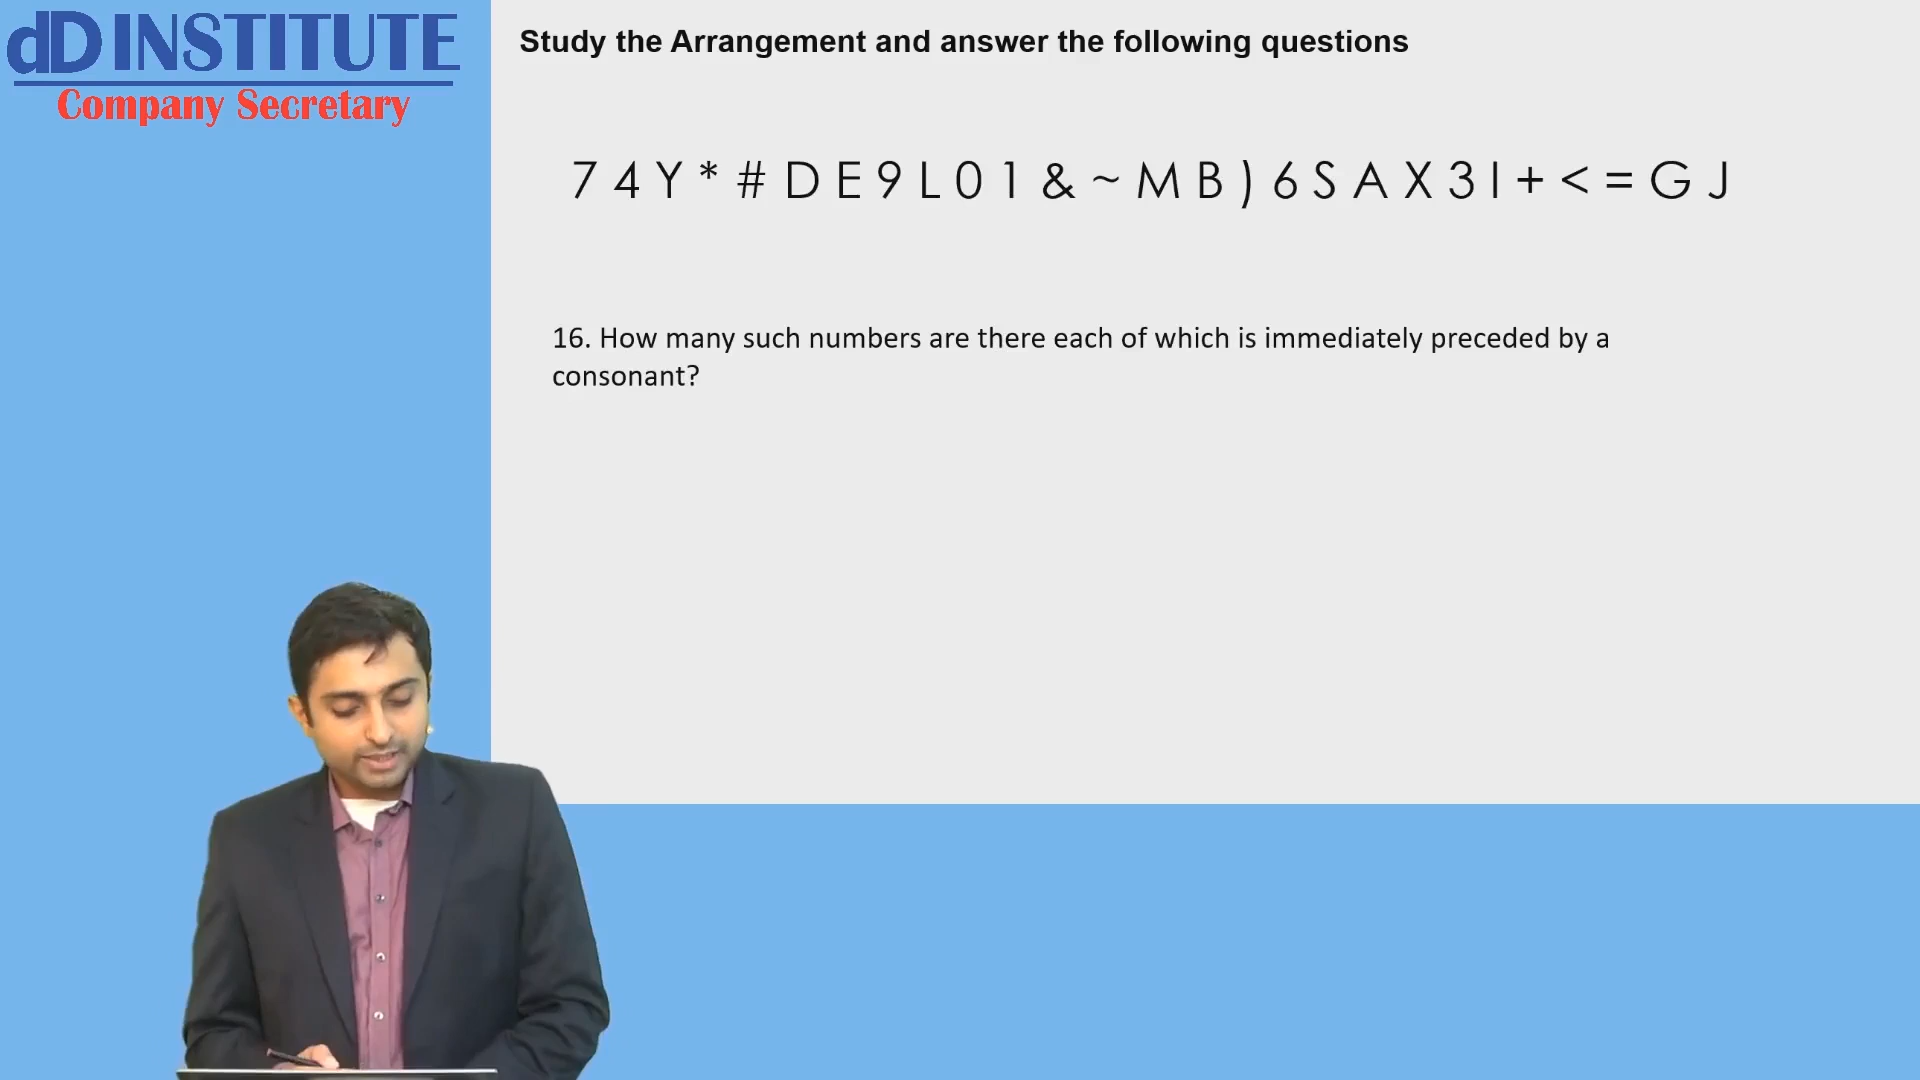 dD INSTITUTE
Company Secretary
Study the Arrangement and answer the following questions
7 4 Y * # D E 9 L 0 1 & ~ M B ) 6 S A X 3 I + < = G J
16. How many such numbers are there each of which is immediately preceded by a
consonant?